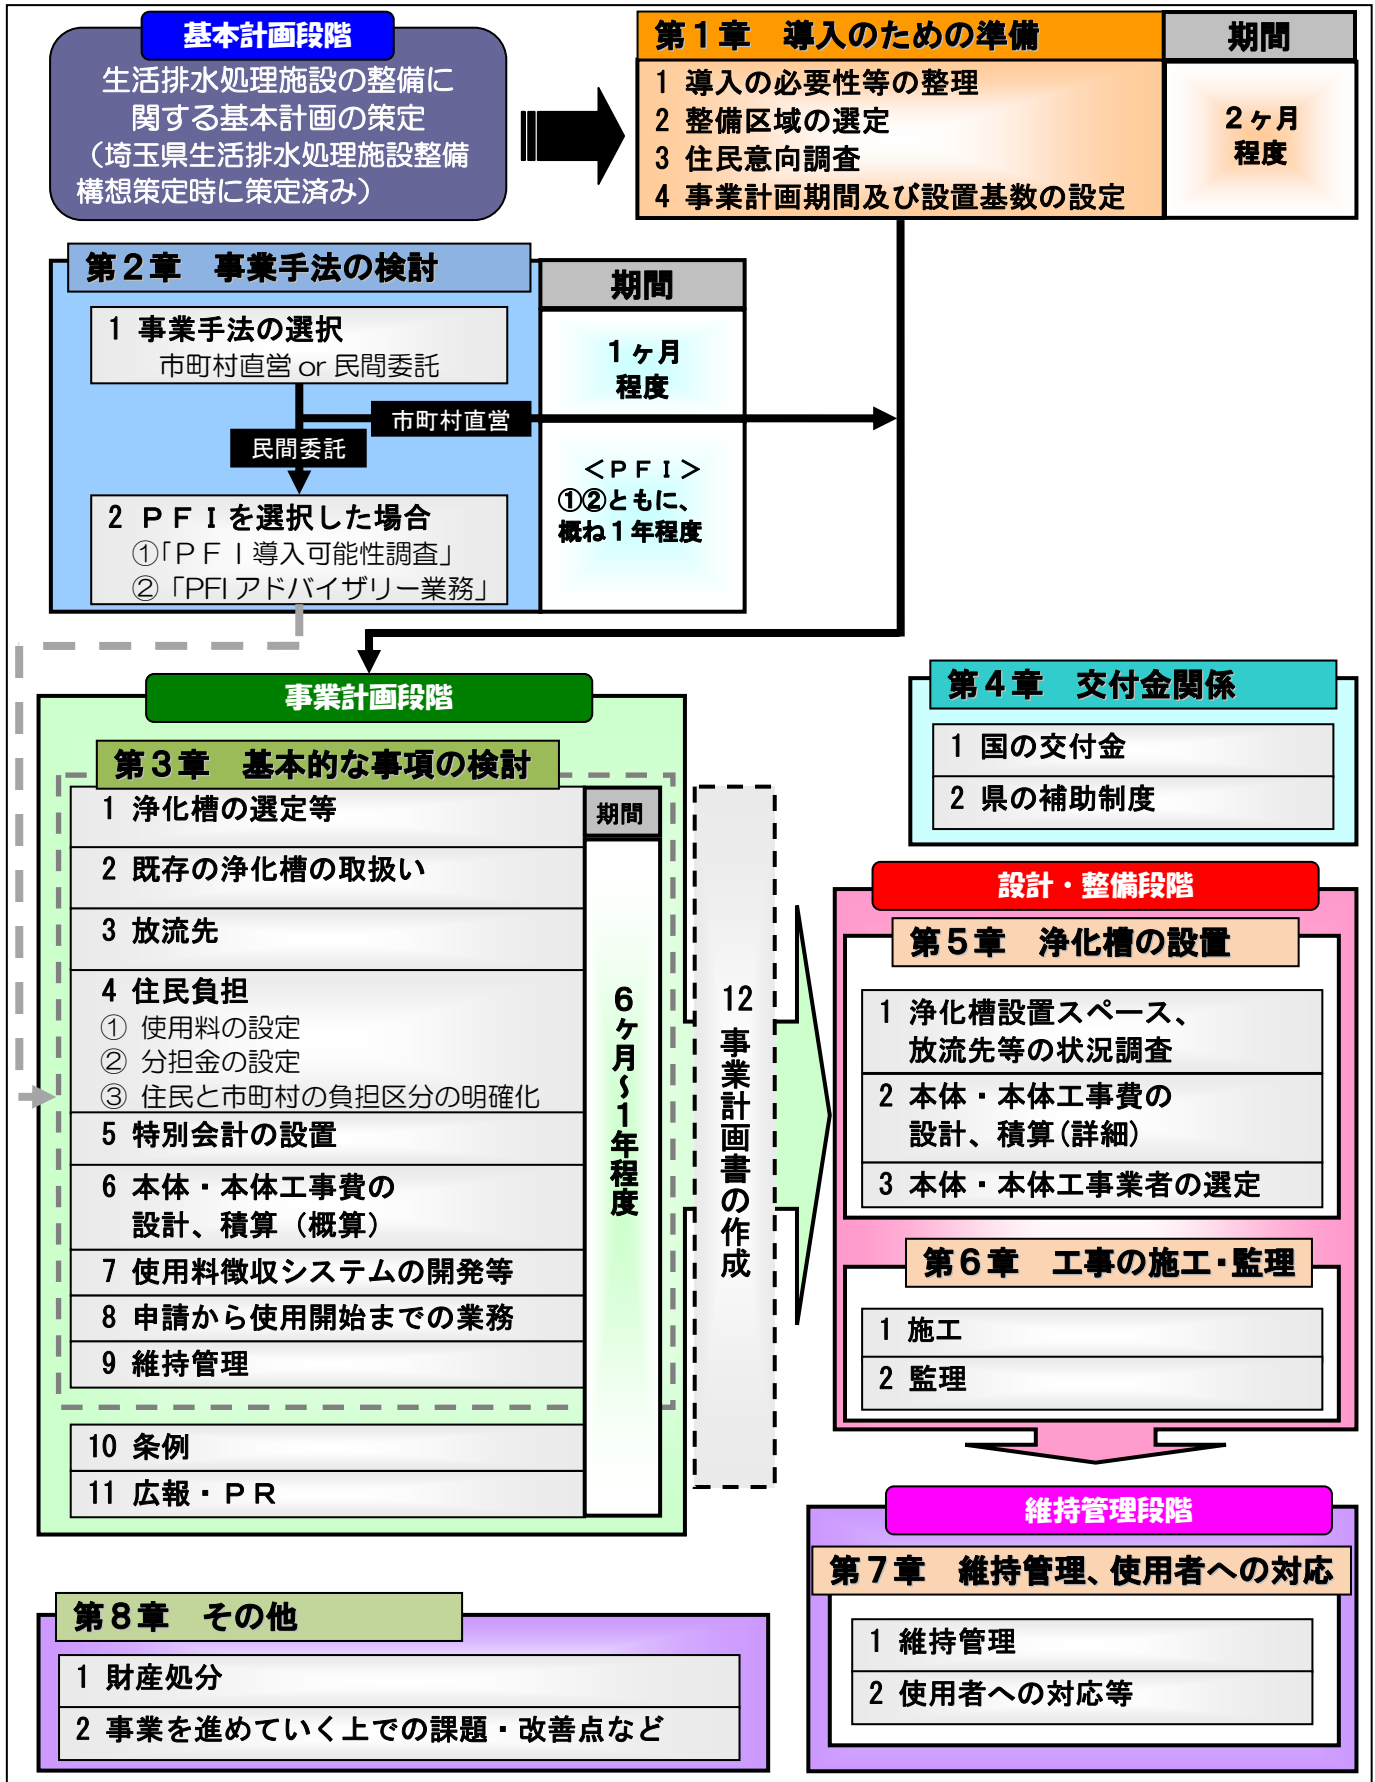 基本計画段階
生活排水処理施設の整備に
関する基本計画の策定
（埼玉県生活排水処理施設整備
構想策定時に策定済み）
第１章　導入のための準備
期間
1 導入の必要性等の整理
2 整備区域の選定
3 住民意向調査
4 事業計画期間及び設置基数の設定
２ヶ月
程度
第２章　事業手法の検討
期間
1 事業手法の選択
市町村直営 or 民間委託
１ヶ月
程度
市町村直営
民間委託
＜ＰＦＩ＞
①②ともに、
概ね１年程度
2 ＰＦＩを選択した場合
①「ＰＦＩ導入可能性調査」
②「PFI アドバイザリー業務」
事業計画段階
第３章　基本的な事項の検討
期間
1 浄化槽の選定等
2 既存の浄化槽の取扱い
3 放流先
4 住民負担
① 使用料の設定
② 分担金の設定
③ 住民と市町村の負担区分の明確化
5 特別会計の設置
6 本体・本体工事費の
設計、積算（概算）
7 使用料徴収システムの開発等
8 申請から使用開始までの業務
9 維持管理
10 条例
11 広報・ＰＲ
６ヶ月～１年程度
12 事業計画書の作成
第４章　交付金関係
1 国の交付金
2 県の補助制度
設計・整備段階
第５章　浄化槽の設置
1 浄化槽設置スペース、
放流先等の状況調査
2 本体・本体工事費の
設計、積算(詳細)
3 本体・本体工事業者の選定
第６章　工事の施工・監理
1 施工
2 監理
維持管理段階
第７章　維持管理、使用者への対応
1 維持管理
2 使用者への対応等
第８章　その他
1 財産処分
2 事業を進めていく上での課題・改善点など